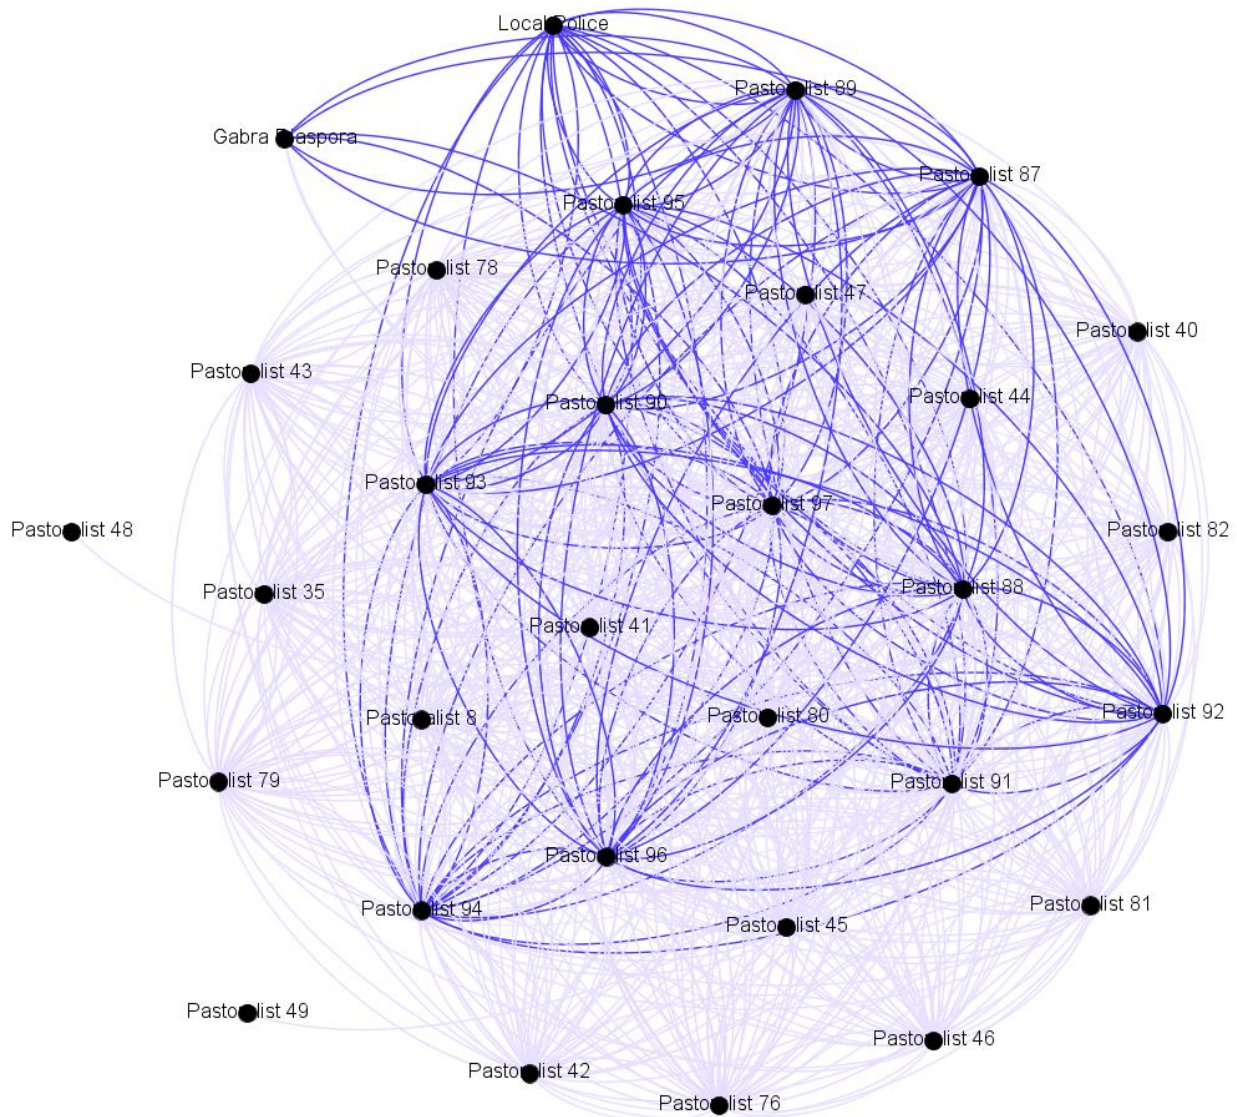 Local Police
Pastoralist 89
Gabra Diaspora
Pastoralist 87
Pastoralist 95
Pastoralist 78
Pastoralist 47
Pastoralist 40
Pastoralist 43
Pastoralist 44
Pastoralist 90
Pastoralist 93
Pastoralist 97
Pastoralist 48
Pastoralist 82
Pastoralist 35
Pastoralist 88
Pastoralist 41
Pastoralist 8
Pastoralist 80
Pastoralist 92
Pastoralist 79
Pastoralist 91
Pastoralist 96
Pastoralist 94
Pastoralist 81
Pastoralist 45
Pastoralist 49
Pastoralist 46
Pastoralist 42
Pastoralist 76